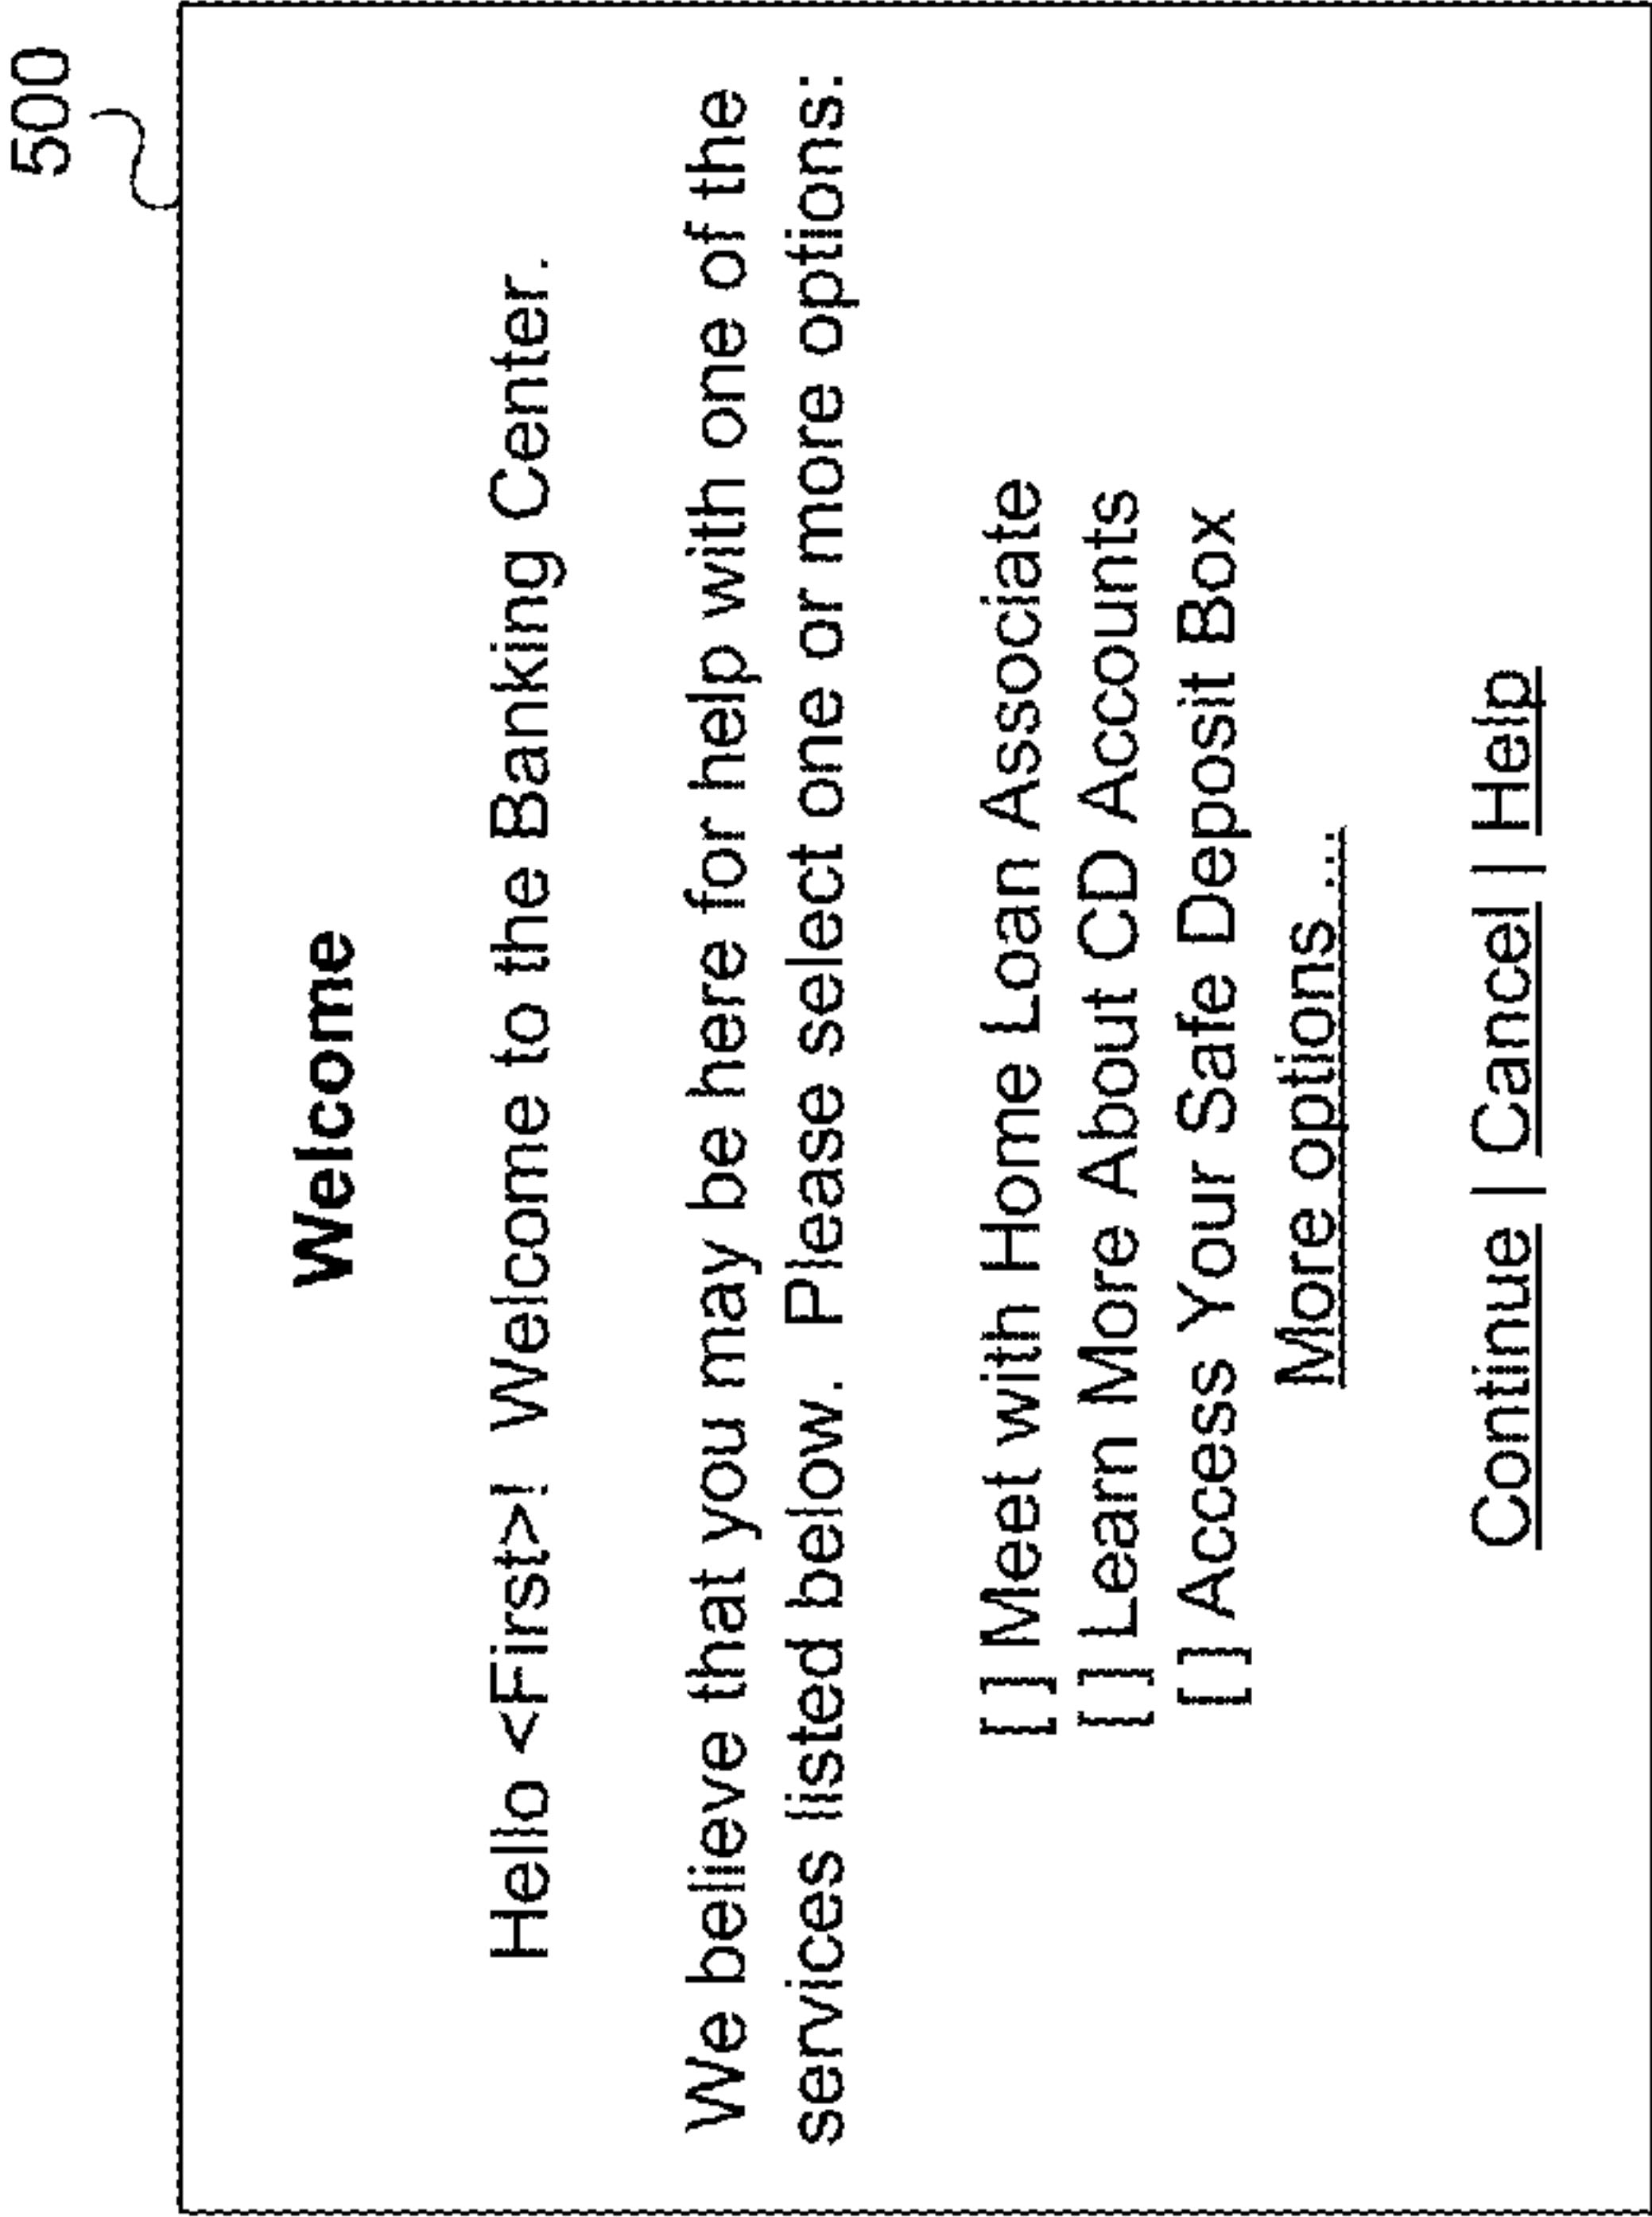 500
Welcome
Hello <First>! Welcome to the Banking Center.
We believe that you may be here for help with one of the
services listed below. Please select one or more options:
[ ] Meet with Home Loan Associate
[ ] Learn More About CD Accounts
[ ] Access Your Safe Deposit Box
More options ...
Continue | Cancel | Help